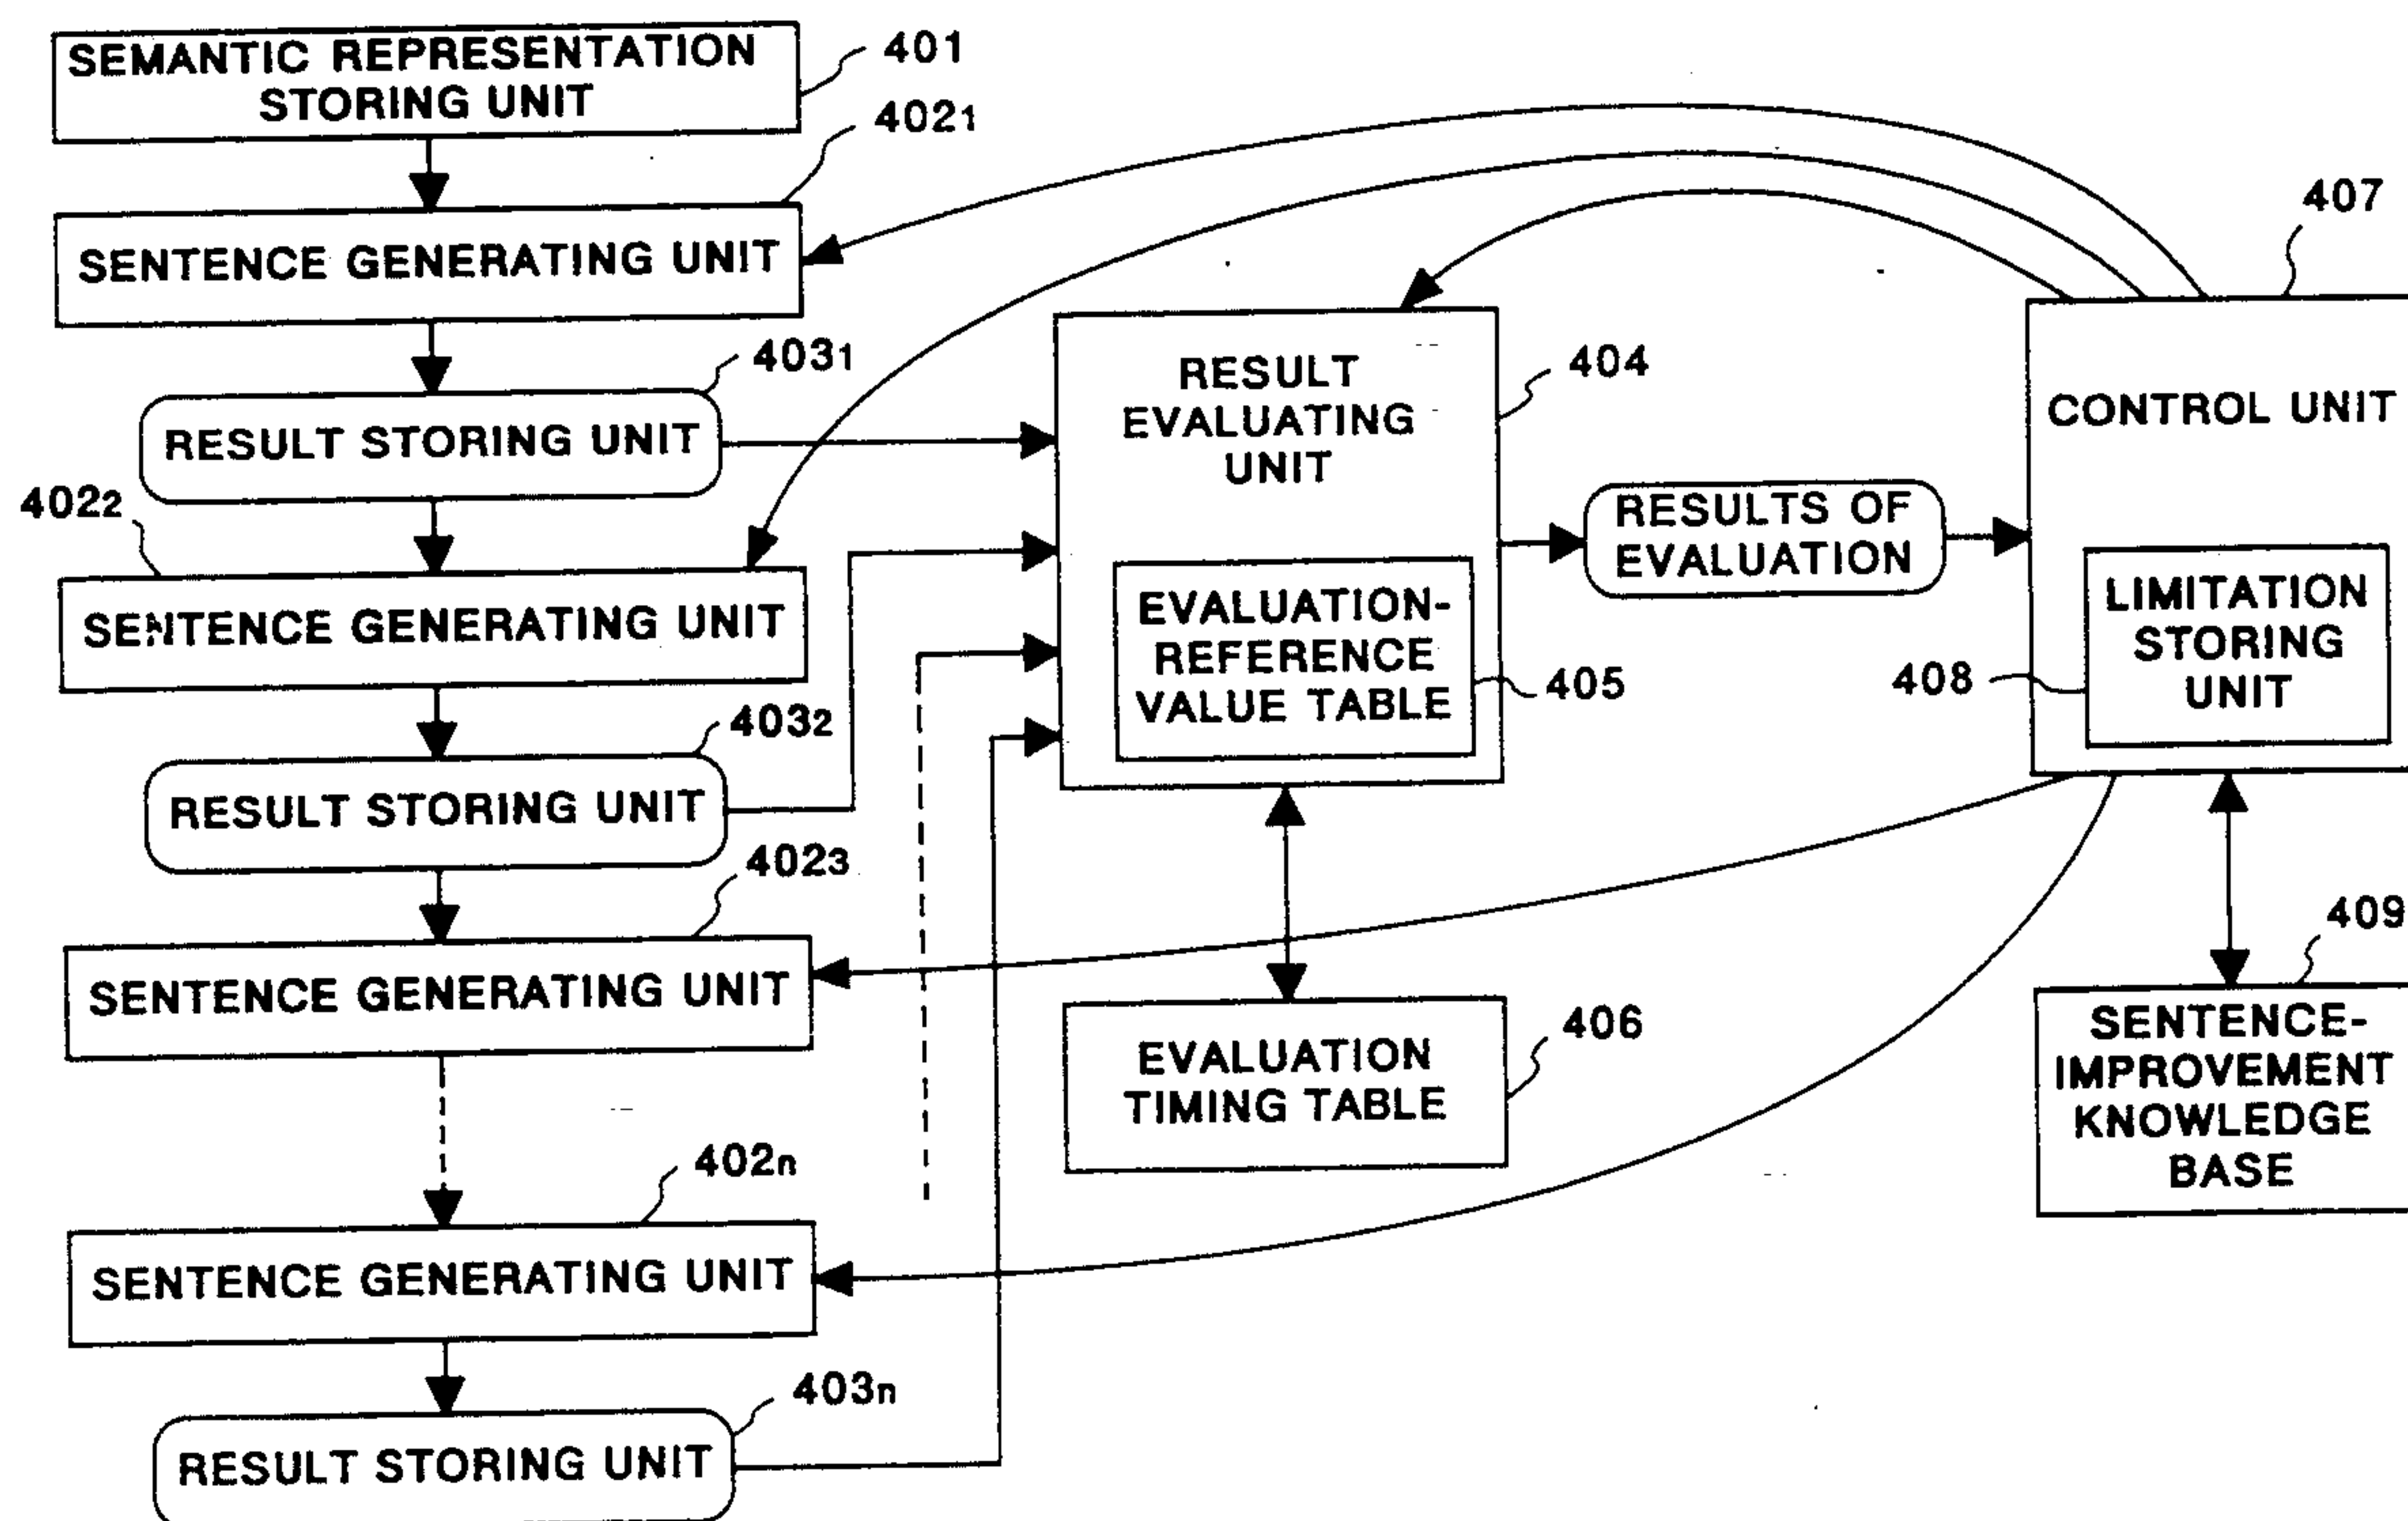 SEMANTIC REPRESENTATION
STORING UNIT
401
402₁
SENTENCE GENERATING UNIT
403₁
RESULT STORING UNIT
402₂
SENTENCE GENERATING UNIT
403₂
RESULT STORING UNIT
402₃
SENTENCE GENERATING UNIT
402n
SENTENCE GENERATING UNIT
403n
RESULT STORING UNIT
RESULT
EVALUATING
UNIT
404
EVALUATION-
REFERENCE
VALUE TABLE
405
EVALUATION
TIMING TABLE
406
RESULTS OF
EVALUATION
407
CONTROL UNIT
LIMITATION
STORING
UNIT
408
409
SENTENCE-
IMPROVEMENT
KNOWLEDGE
BASE